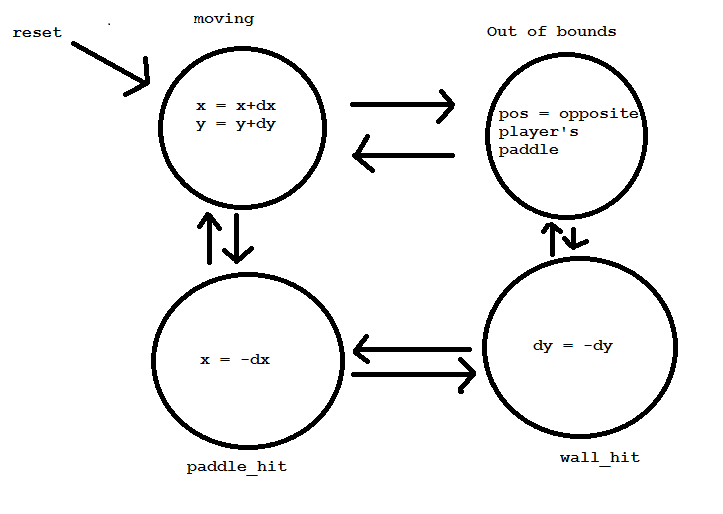 moving
reset
Out of bounds
x = x+dx
y = y+dy
pos = opposite
player's
paddle
x = -dx
dy = -dy
paddle_hit
wall_hit